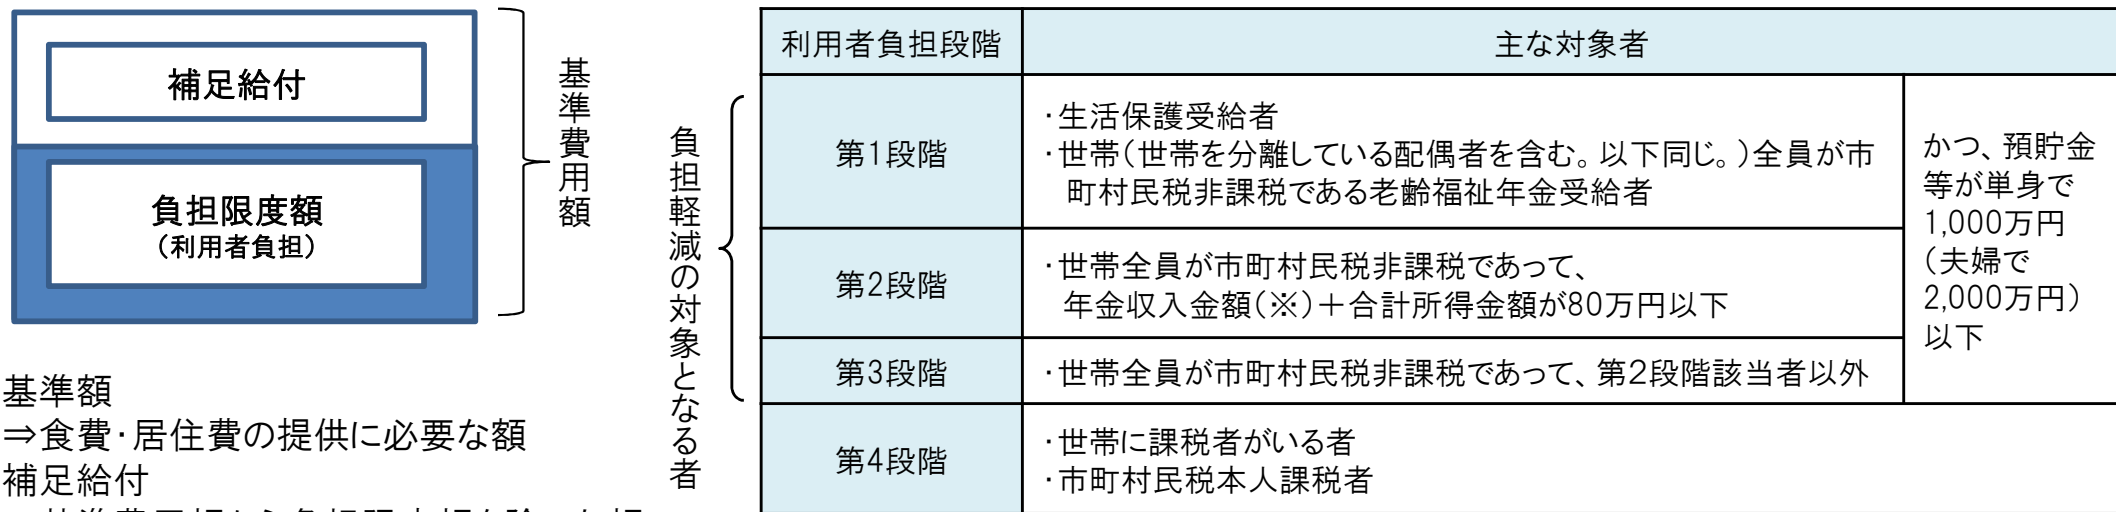 補足給付
負担限度額
（利用者負担）
基準費用額
基準額
⇒食費・居住費の提供に必要な額
補足給付
負担軽減の対象となる者
利用者負担段階
主な対象者
第1段階
・生活保護受給者
・世帯（世帯を分離している配偶者を含む。以下同じ。）全員が市
町村民税非課税である老齢福祉年金受給者
第2段階
・世帯全員が市町村民税非課税であって、
年金収入金額（※）＋合計所得金額が80万円以下
第3段階
・世帯全員が市町村民税非課税であって、第２段階該当者以外
かつ、預貯金
等が単身で
1,000万円
（夫婦で
2,000万円）
以下
第4段階
・世帯に課税者がいる者
・市町村民税本人課税者